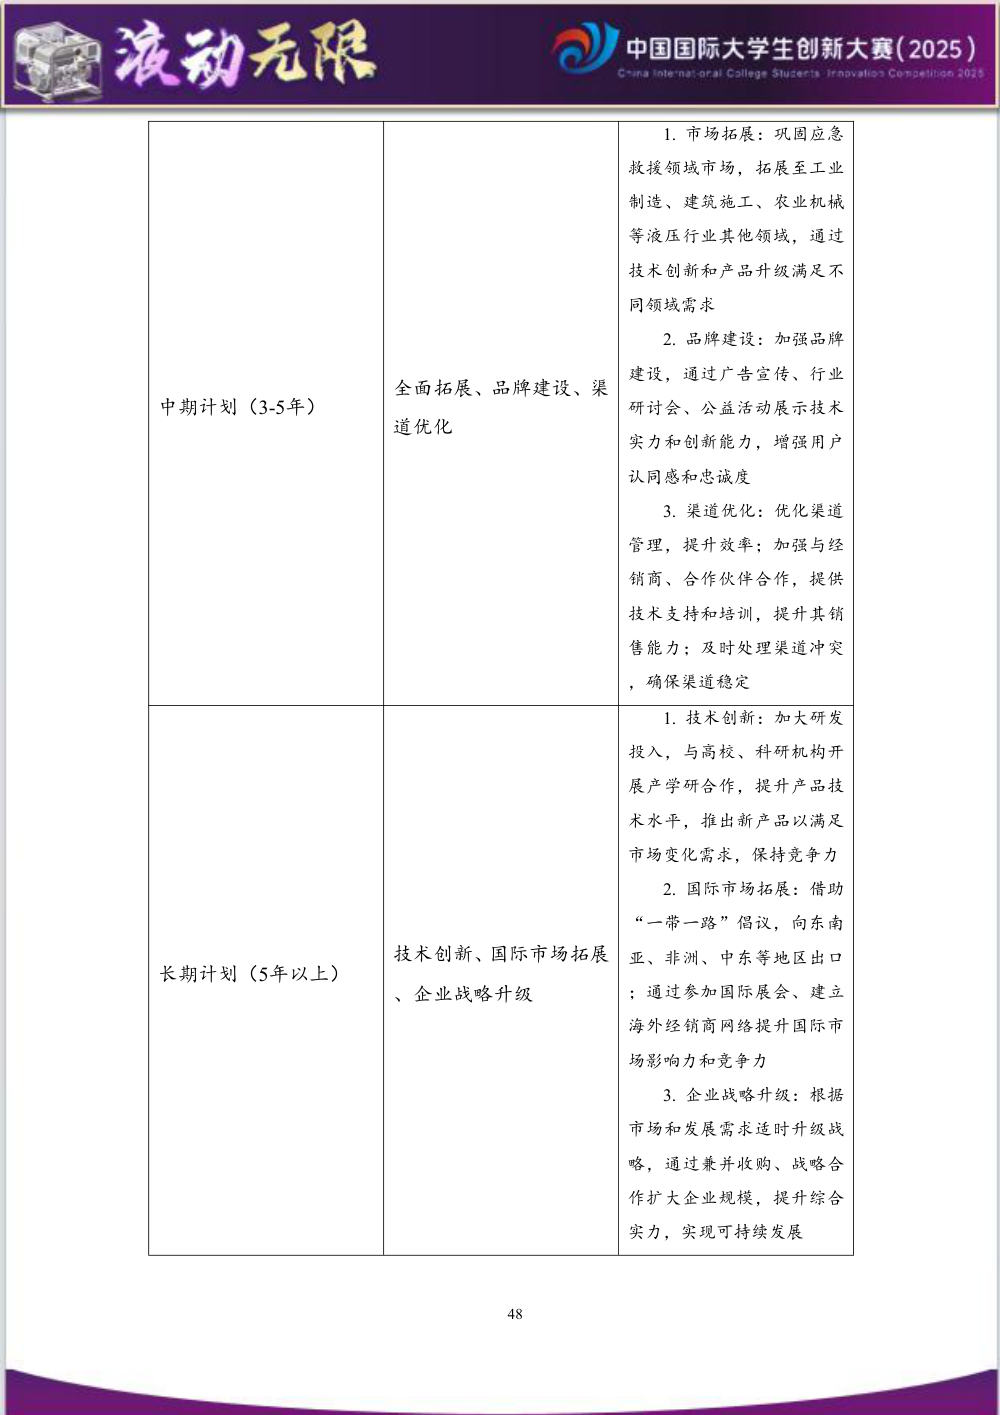 液动无限
中国国际大学生创新大赛(2025)
China International College Students' Innovation Competition 2025
中期计划（3-5年）
全面拓展、品牌建设、渠
道优化
1. 市场拓展：巩固应急
救援领域市场，拓展至工业
制造、建筑施工、农业机械
等液压行业其他领域，通过
技术创新和产品升级满足不
同领域需求
2. 品牌建设：加强品牌
建设，通过广告宣传、行业
研讨会、公益活动展示技术
实力和创新能力，增强用户
认同感和忠诚度
3. 渠道优化：优化渠道
管理，提升效率；加强与经
销商、合作伙伴合作，提供
技术支持和培训，提升其销
售能力；及时处理渠道冲突
，确保渠道稳定
长期计划（5年以上）
技术创新、国际市场拓展
、企业战略升级
1. 技术创新：加大研发
投入，与高校、科研机构开
展产学研合作，提升产品技
术水平，推出新产品以满足
市场变化需求，保持竞争力
2. 国际市场拓展：借助
“一带一路”倡议，向东南
亚、非洲、中东等地区出口
；通过参加国际展会、建立
海外经销商网络提升国际市
场影响力和竞争力
3. 企业战略升级：根据
市场和发展需求适时升级战
略，通过兼并收购、战略合
作扩大企业规模，提升综合
实力，实现可持续发展
48